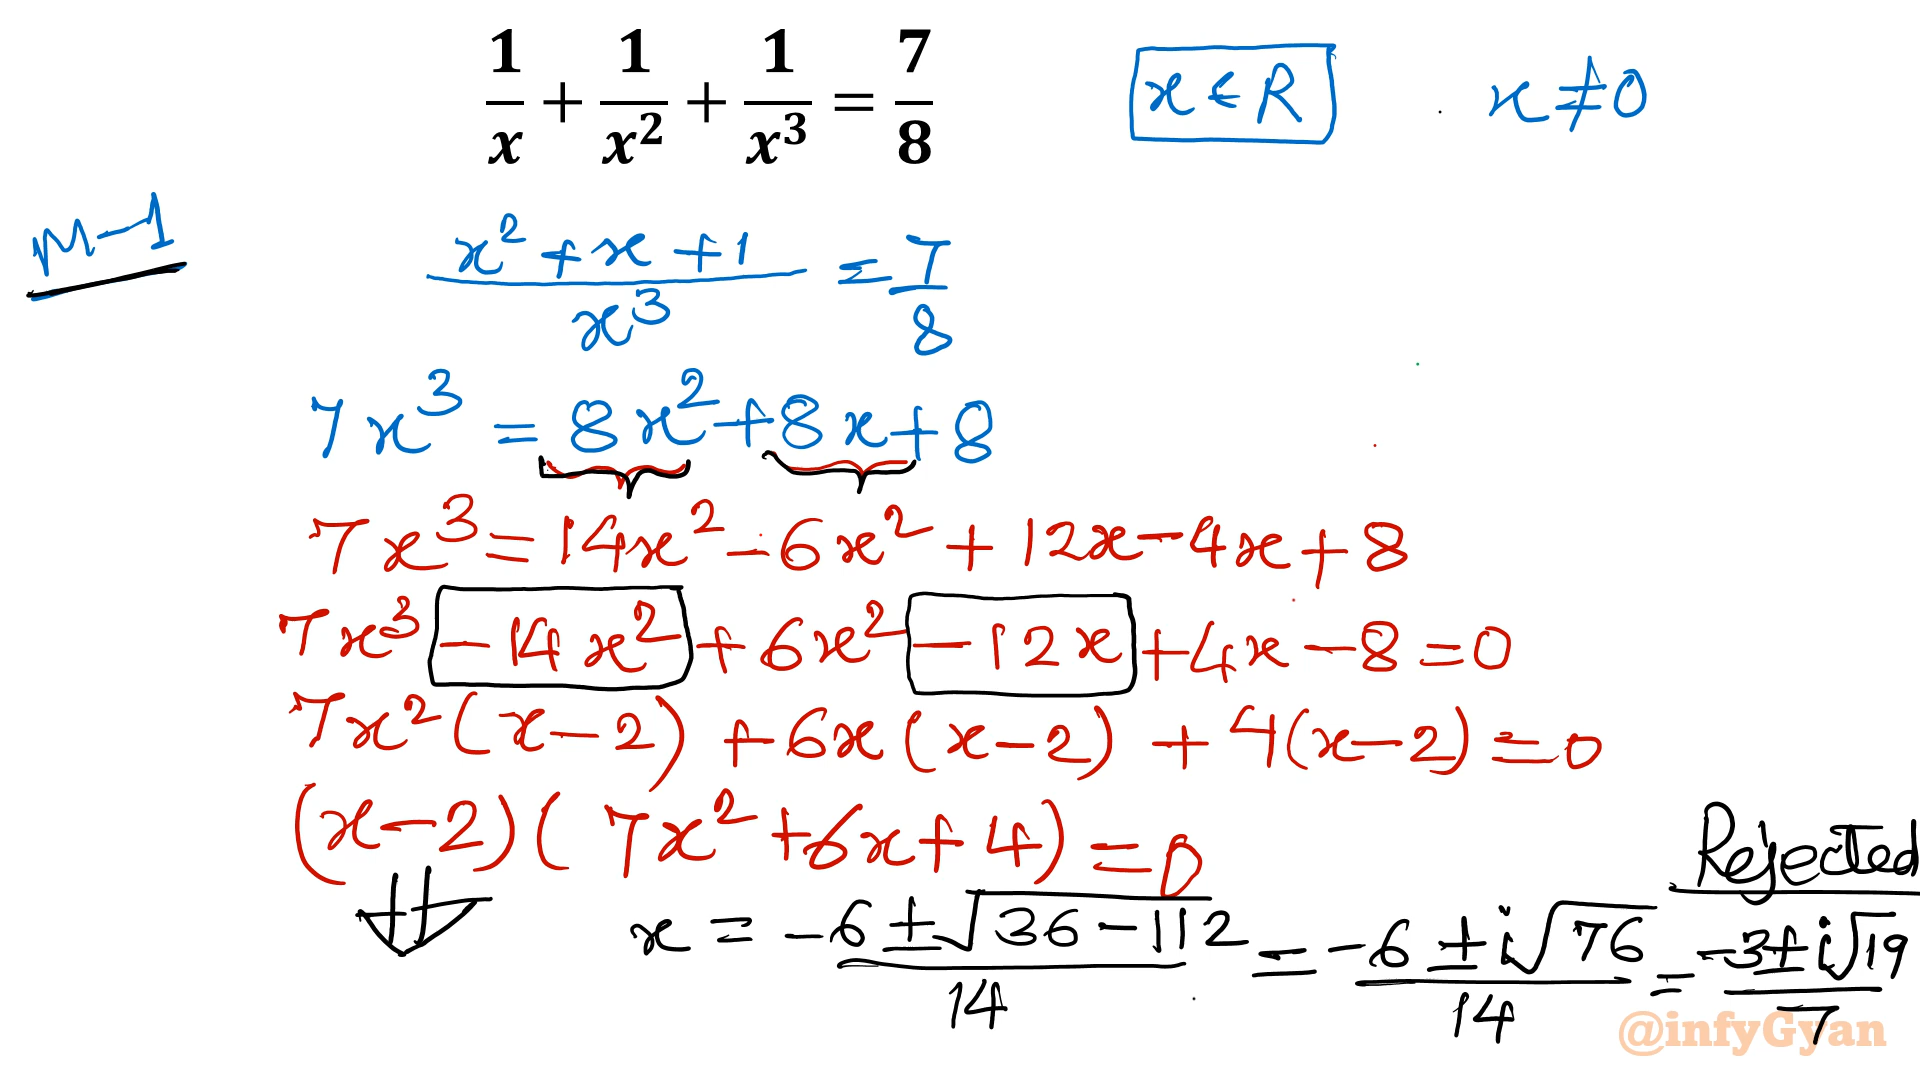 1/x + 1/x² + 1/x³ = 7/8
x ∈ R
x ≠ 0
M-1
(x² + x + 1)/x³ = 7/8
7x³ = 8x² + 8x + 8
7x³ = 14x² - 6x² + 12x - 4x + 8
7x³ - 14x² + 6x² - 12x + 4x - 8 = 0
7x²(x-2) + 6x(x-2) + 4(x-2) = 0
(x-2)(7x² + 6x + 4) = 0
Rejected
x = (-6 ± √(36-112))/14 = (-6 ± i√76)/14 = (-3 ± i√19)/7
@infyGyan